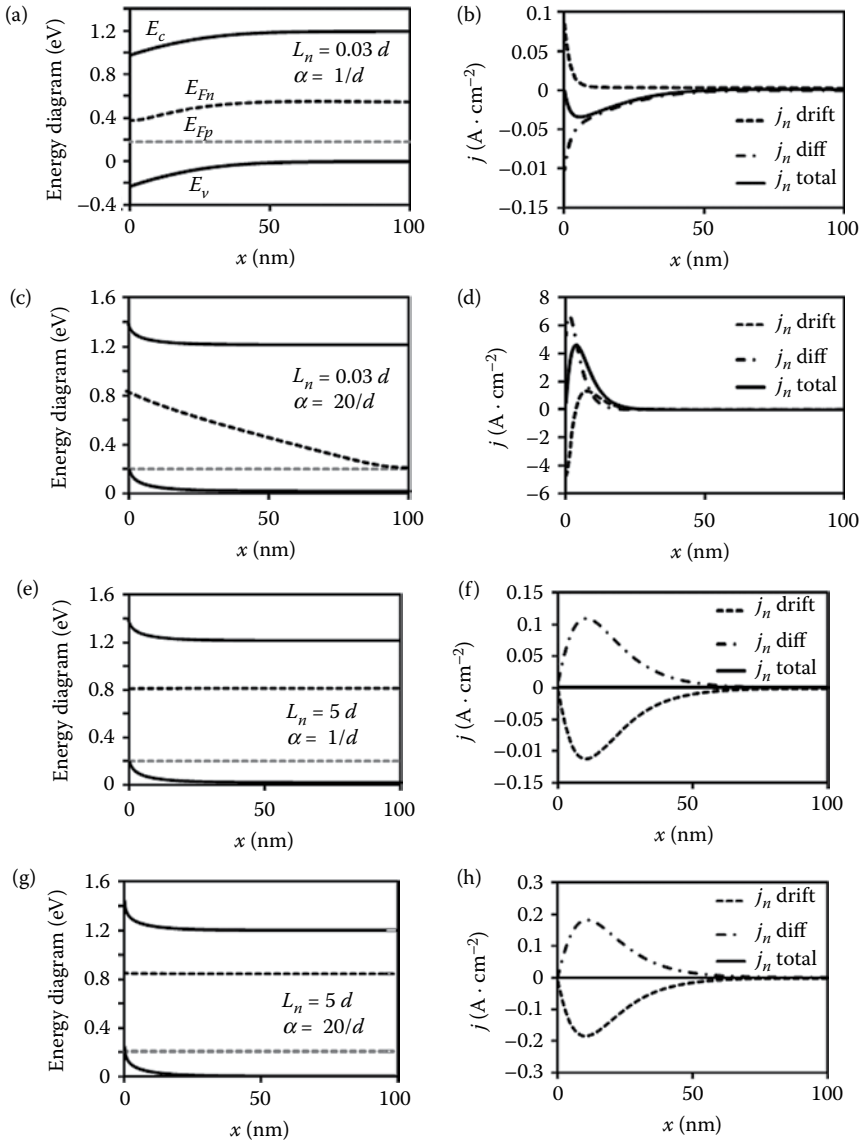 (a)
Energy diagram (eV)
1.2
0.8
0.4
0
−0.4
E_c
E_Fn
E_Fp
E_v
L_n = 0.03 d
α = 1/d
0 50 100
x (nm)
(b)
j (A · cm⁻²)
0.1
0.05
0
−0.05
−0.01
−0.15
j_n drift
j_n diff
j_n total
0 50 100
x (nm)
(c)
Energy diagram (eV)
1.6
1.2
0.8
0.4
0
L_n = 0.03 d
α = 20/d
0 50 100
x (nm)
(d)
j (A · cm⁻²)
8
6
4
2
0
−2
−4
−6
j_n drift
j_n diff
j_n total
0 50 100
x (nm)
(e)
Energy diagram (eV)
1.6
1.2
0.8
0.4
0
L_n = 5 d
α = 1/d
0 50 100
x (nm)
(f)
j (A · cm⁻²)
0.15
0.1
0.05
0
−0.05
−0.01
−0.15
j_n drift
j_n diff
j_n total
0 50 100
x (nm)
(g)
Energy diagram (eV)
1.6
1.2
0.8
0.4
0
L_n = 5 d
α = 20/d
0 50 100
x (nm)
(h)
j (A · cm⁻²)
0.3
0.2
0.1
0
−0.1
−0.2
0.3
j_n drift
j_n diff
j_n total
0 50 100
x (nm)